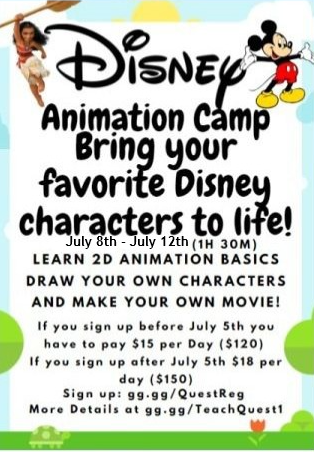 Disney
Animation Camp
Bring your
favorite Disney
characters to life!
July 8th - July 12th (1H 30M)
LEARN 2D ANIMATION BASICS
DRAW YOUR OWN CHARACTERS
AND MAKE YOUR OWN MOVIE!
If you sign up before July 5th you
have to pay $15 per Day ($120)
If you sign up after July 5th $18 per
day ($150)
Sign up: gg.gg/QuestReg
More Details at gg.gg/TeachQuest1